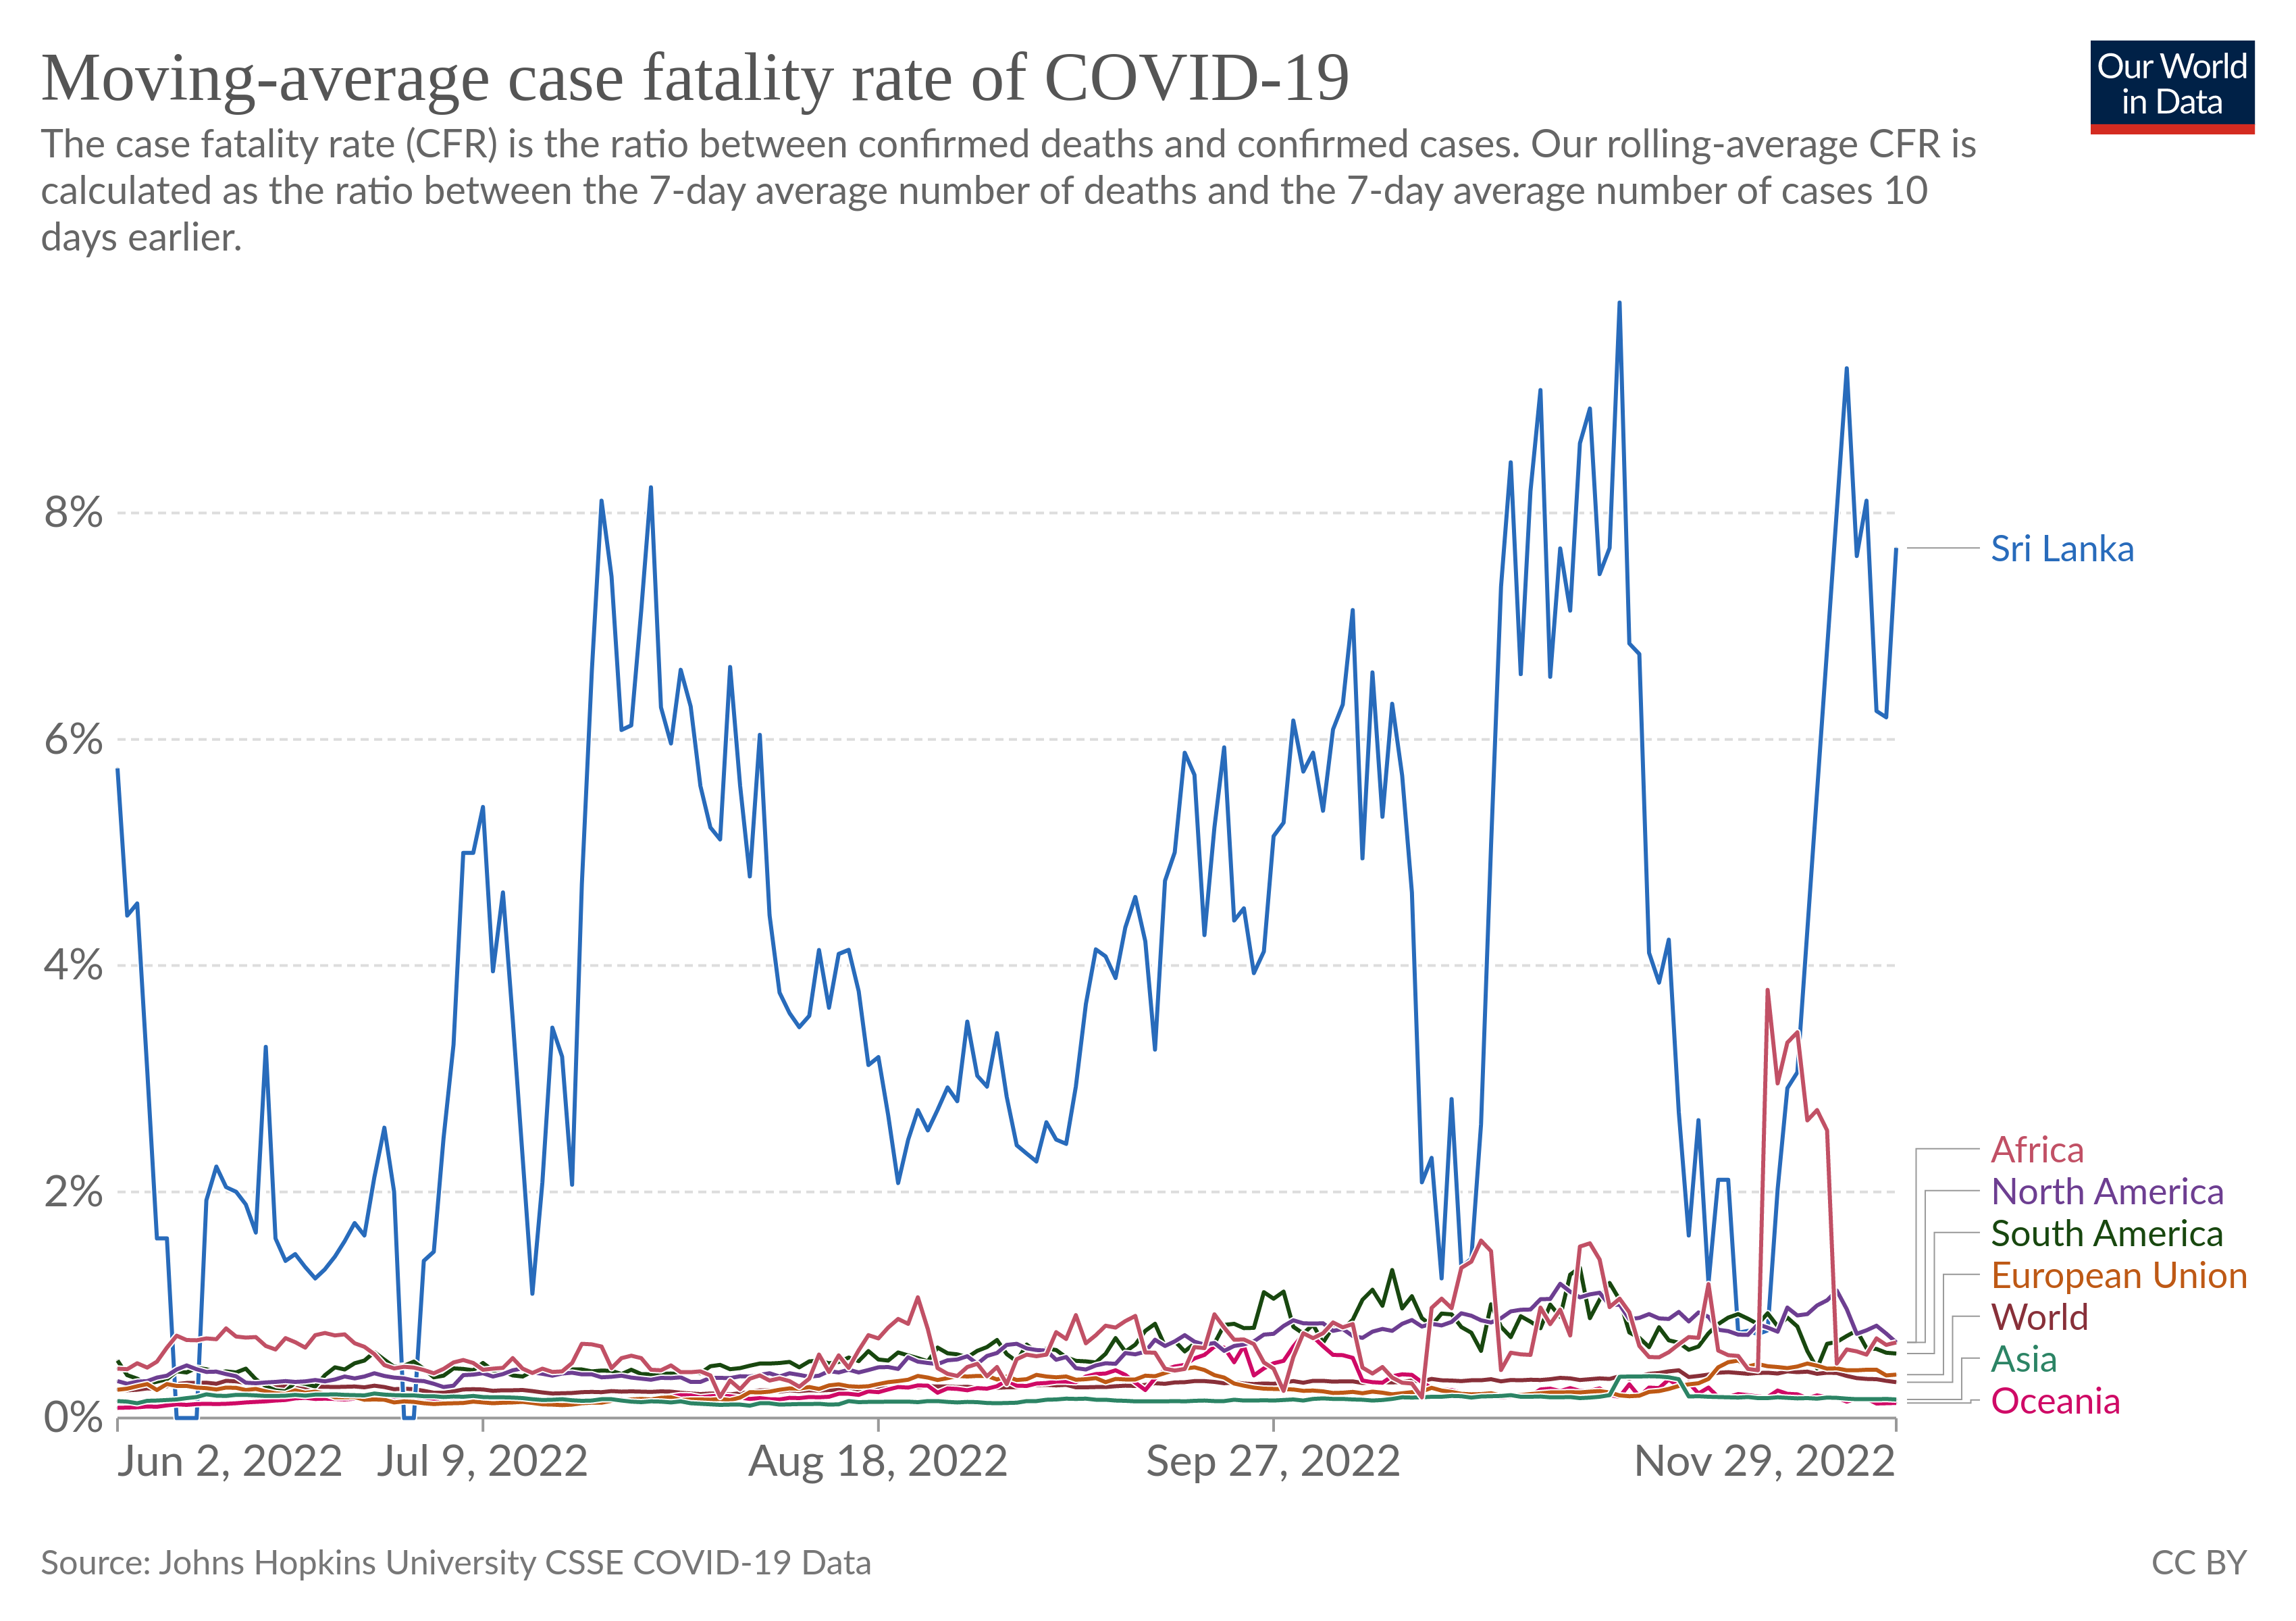 Moving-average case fatality rate of COVID-19
Our World
in Data
The case fatality rate (CFR) is the ratio between confirmed deaths and confirmed cases. Our rolling-average CFR is
calculated as the ratio between the 7-day average number of deaths and the 7-day average number of cases 10
days earlier.
8%
6%
4%
2%
0%
Sri Lanka
Africa
North America
South America
European Union
World
Asia
Oceania
Jun 2, 2022
Jul 9, 2022
Aug 18, 2022
Sep 27, 2022
Nov 29, 2022
Source: Johns Hopkins University CSSE COVID-19 Data
CC BY